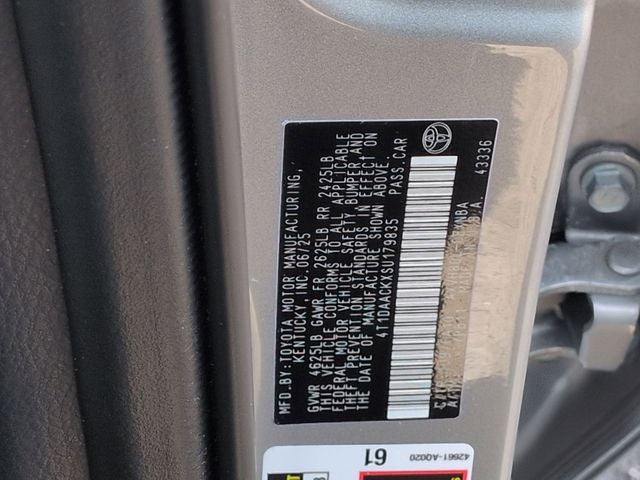 MFD.BY:TOYOTA MOTOR MANUFACTURING,
KENTUCKY, INC. 06/25
GVWR 4625LB GAWR FR 2625LB RR 2425LB
THIS VEHICLE CONFORMS TO ALL APPLICABLE
FEDERAL MOTOR VEHICLE SAFETY, BUMPER, AND
THEFT PREVENTION STANDARDS IN EFFECT ON
THE DATE OF MANUFACTURE SHOWN ABOVE.
4T1DAACKXSU179835 PASS.CAR
43336
61
42661-AQ020